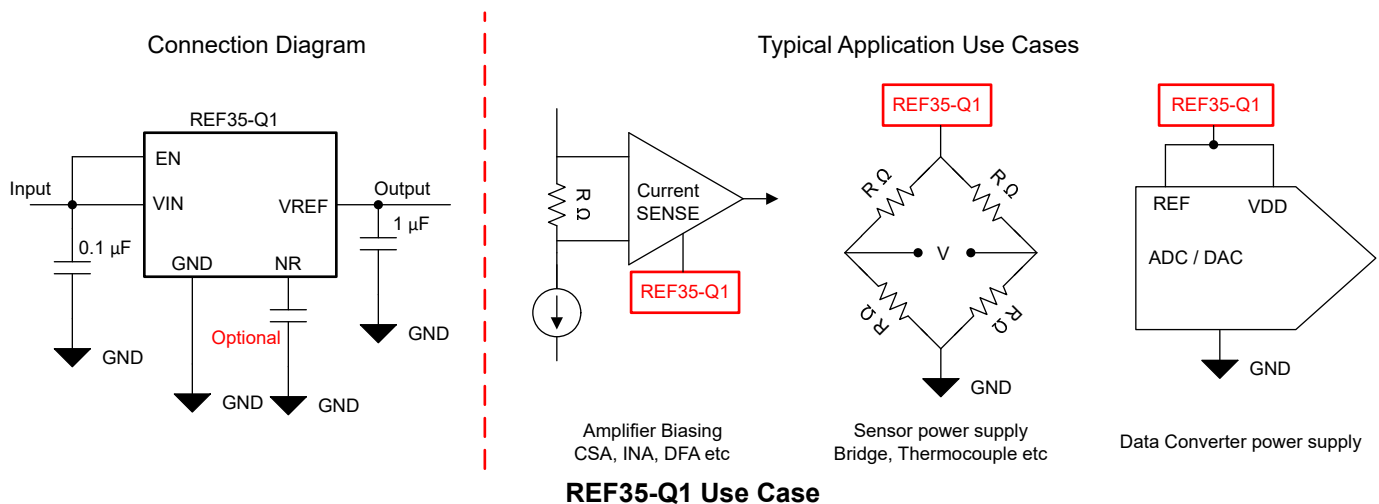 Connection Diagram
REF35-Q1
EN
VIN
VREF
GND
NR
Input
Output
0.1 µF
1 µF
Optional
GND
GND
GND
GND
Typical Application Use Cases
R Ω
Current
SENSE
REF35-Q1
Amplifier Biasing
CSA, INA, DFA etc
REF35-Q1
R Ω
R Ω
V
R Ω
R Ω
GND
Sensor power supply
Bridge, Thermocouple etc
REF35-Q1
REF
VDD
ADC / DAC
GND
Data Converter power supply
REF35-Q1 Use Case